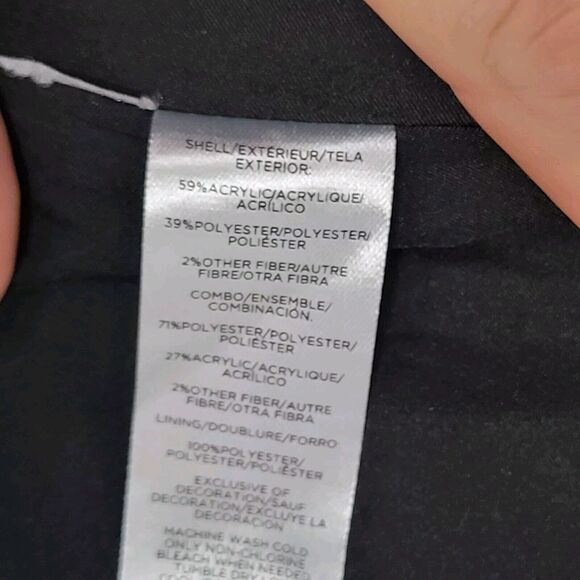 SHELL/EXTÉRIEUR/TELA
EXTERIOR:
59%ACRYLIC/ACRYLIQUE/
ACRÍLICO
39%POLYESTER/POLYESTER/
POLIÉSTER
2%OTHER FIBER/AUTRE
FIBRE/OTRA FIBRA
COMBO/ENSEMBLE/
COMBINACIÓN.
71%POLYESTER/POLYESTER/
POLIÉSTER
27%ACRYLIC/ACRYLIQUE/
ACRÍLICO
2%OTHER FIBER/AUTRE
FIBRE/OTRA FIBRA
LINING/DOUBLURE/FORRO
100%POLYESTER/
POLYESTER/POLIÉSTER
EXCLUSIVE OF
DECORATION/SAUF
DÉCORATION/EXCLUYE LA
DECORACIÓN
MACHINE WASH COLD
ONLY NON-CHLORINE
BLEACH WHEN NEEDED
TUMBLE DRY